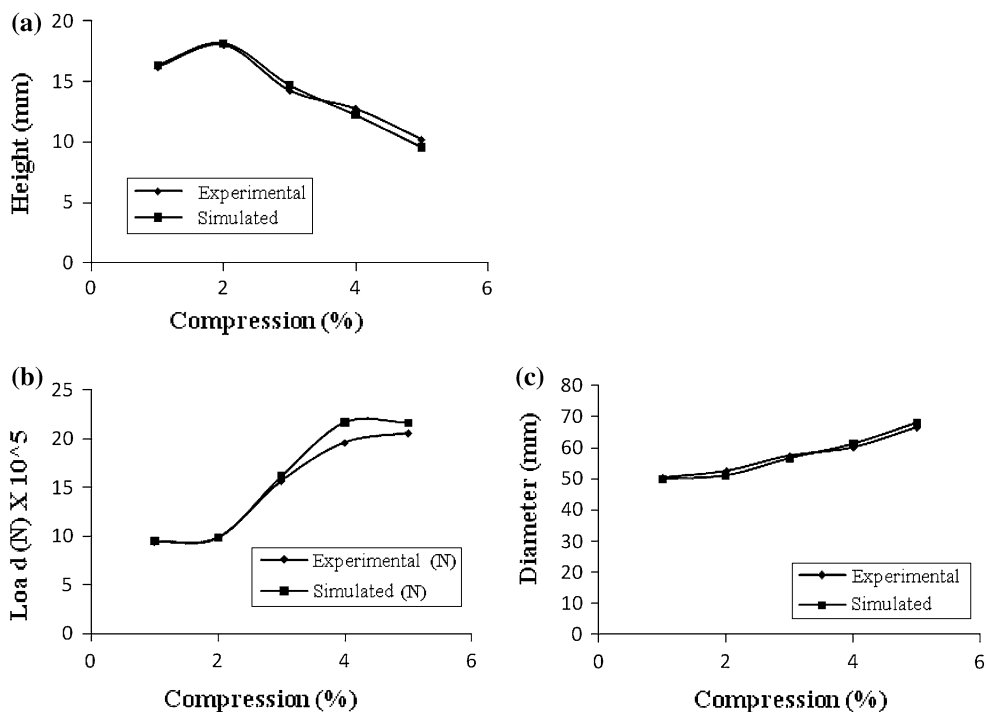 (a)
20
15
10
5
0
Height (mm)
Experimental
Simulated
0 2 4 6
Compression (%)
(b)
25
20
15
10
5
0
Loa d (N) X 10^5
Experimental (N)
Simulated (N)
0 2 4 6
Compression (%)
(c)
80
70
60
50
40
30
20
10
0
Diameter (mm)
Experimental
Simulated
0 2 4 6
Compression (%)